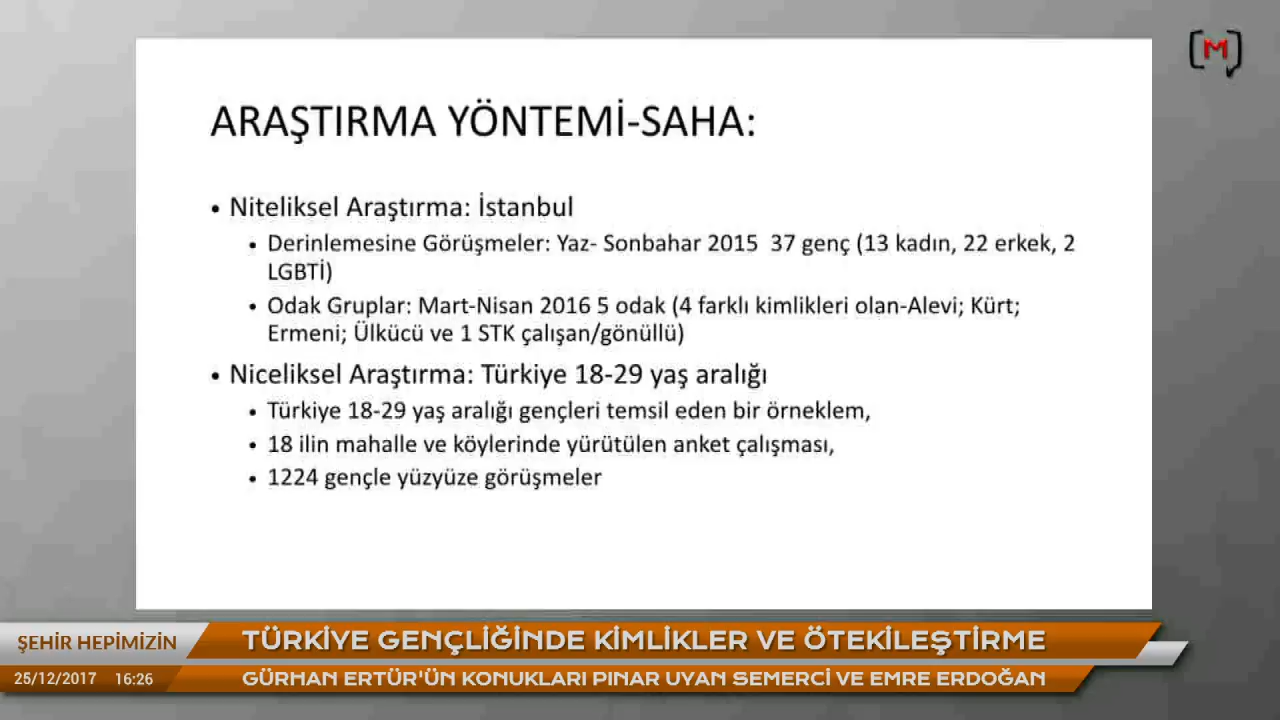 ARAŞTIRMA YÖNTEMİ-SAHA:
• Niteliksel Araştırma: İstanbul
• Derinlemesine Görüşmeler: Yaz- Sonbahar 2015  37 genç (13 kadın, 22 erkek, 2
LGBTİ)
• Odak Gruplar: Mart-Nisan 2016 5 odak (4 farklı kimlikleri olan-Alevi; Kürt;
Ermeni; Ülkücü ve 1 STK çalışan/gönüllü)
• Niceliksel Araştırma: Türkiye 18-29 yaş aralığı
• Türkiye 18-29 yaş aralığı gençleri temsil eden bir örneklem,
• 18 ilin mahalle ve köylerinde yürütülen anket çalışması,
• 1224 gençle yüzyüze görüşmeler
[M]
ŞEHİR HEPİMİZİN
TÜRKİYE GENÇLİĞİNDE KİMLİKLER VE ÖTEKİLEŞTİRME
25/12/2017 16:26
GÜRHAN ERTÜR'ÜN KONUKLARI PINAR UYAN SEMERCİ VE EMRE ERDOĞAN